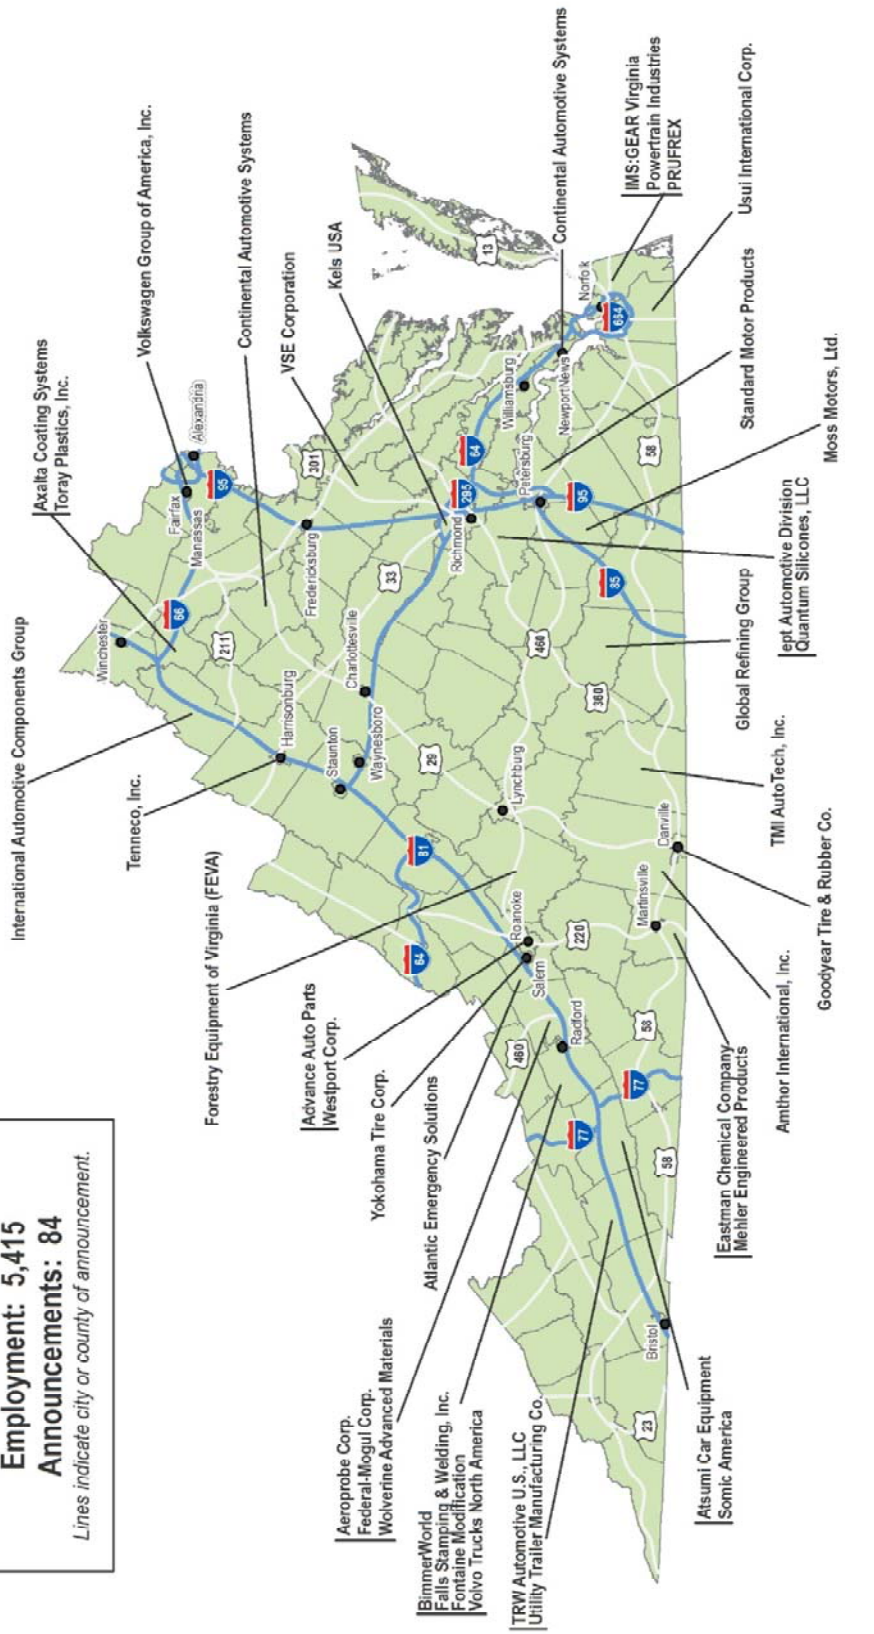 Employment: 5,415
Announcements: 84
Lines indicate city or county of announcement.
International Automotive Components Group
Axalta Coating Systems
Toray Plastics, Inc.
Volkswagen Group of America, Inc.
Continental Automotive Systems
VSE Corporation
Kels USA
Continental Automotive Systems
IMS:GEAR Virginia
Powertrain Industries
PRUFREX
Usui International Corp.
Standard Motor Products
Moss Motors, Ltd.
ept Automotive Division
Quantum Silicones, LLC
Global Refining Group
TMI AutoTech, Inc.
Goodyear Tire & Rubber Co.
Amthor International, Inc.
Eastman Chemical Company
Mehler Engineered Products
Atsumi Car Equipment
Somic America
TRW Automotive U.S., LLC
Utility Trailer Manufacturing Co.
BimmerWorld
Falls Stamping & Welding, Inc.
Fontaine Modification
Volvo Trucks North America
Aeroprobe Corp.
Federal-Mogul Corp.
Wolverine Advanced Materials
Atlantic Emergency Solutions
Yokohama Tire Corp.
Advance Auto Parts
Westport Corp.
Forestry Equipment of Virginia (FEVA)
Tenneco, Inc.
Winchester
66
Fairfax
Alexandria
Manassas
95
211
Harrisonburg
Fredericksburg
301
33
Staunton
Charlottesville
Waynesboro
29
81
64
Richmond
295
64
13
Williamsburg
Newport News
Norfolk
664
Petersburg
95
85
58
460
360
Lynchburg
Roanoke
Salem
220
Radford
460
77
77
58
58
Martinsville
Danville
Bristol
23